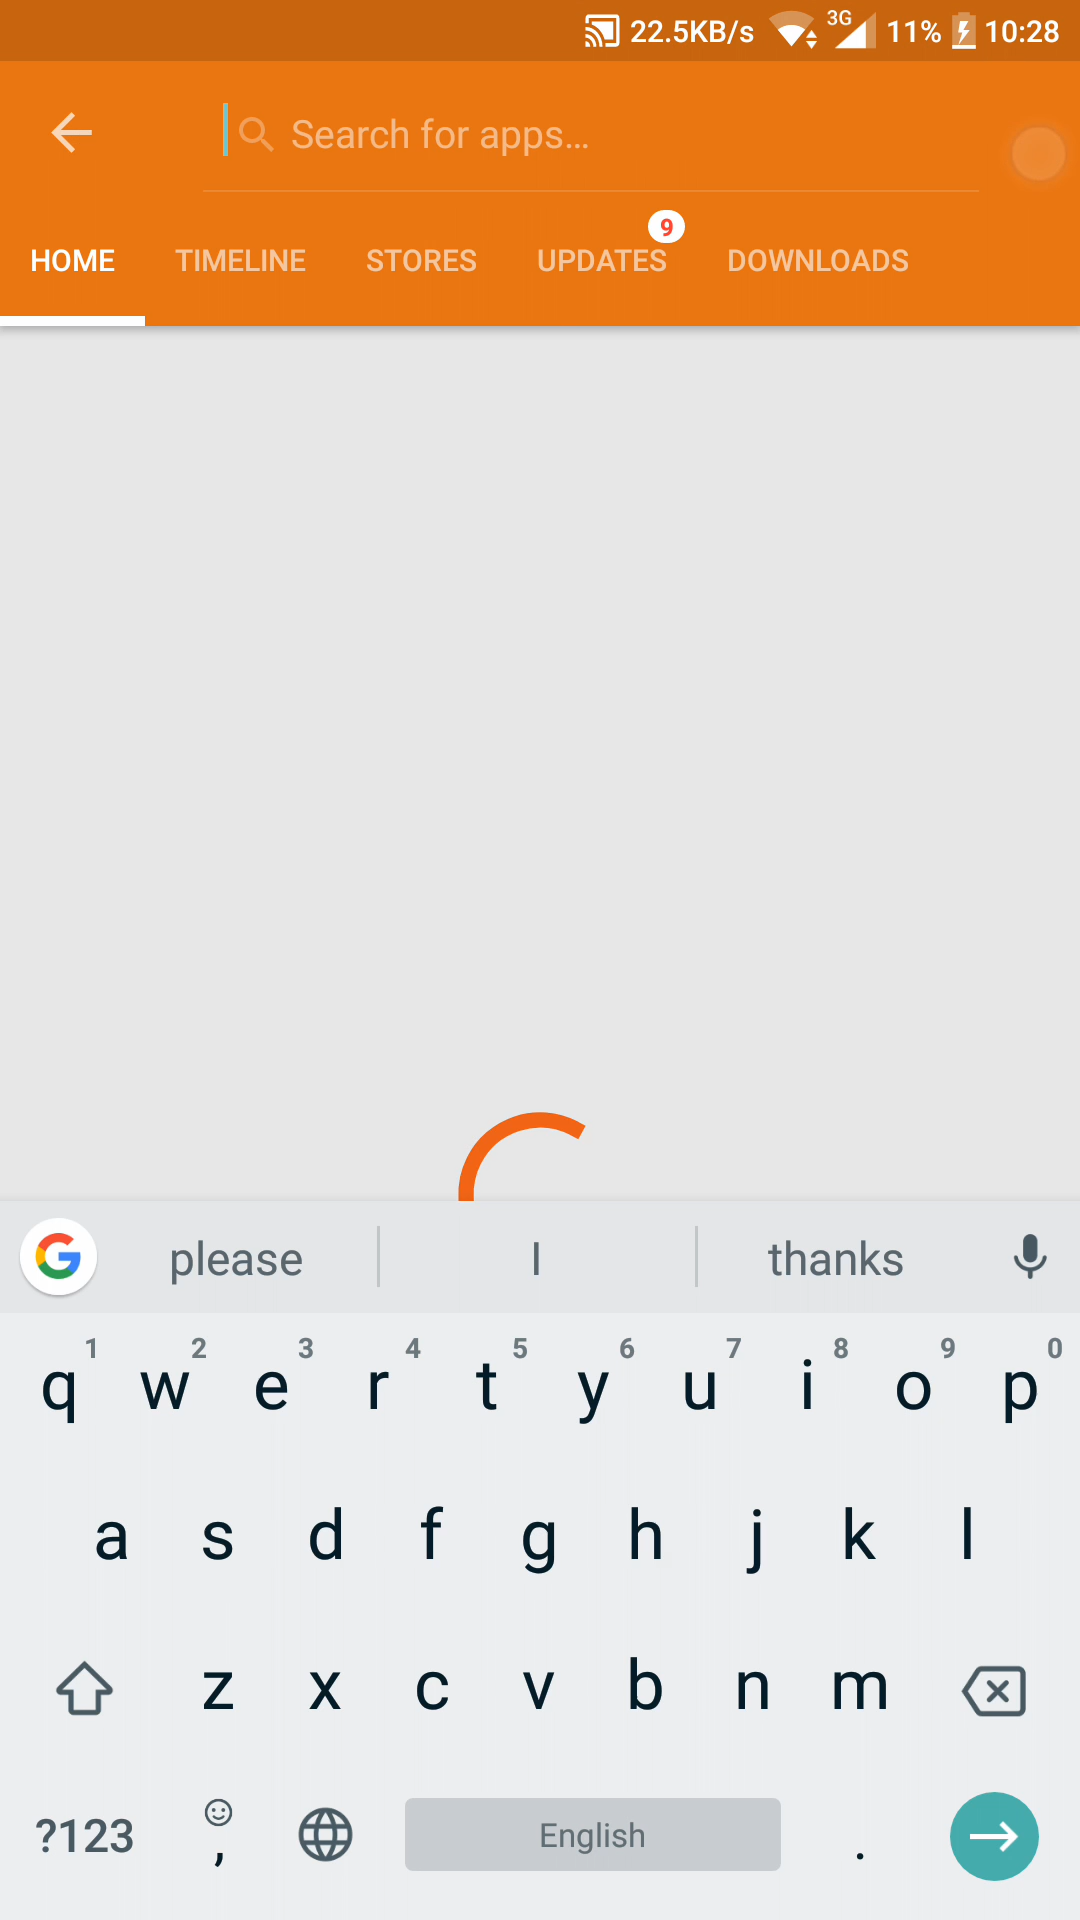 22.5KB/s 3G 11% 10:28
Search for apps...
HOME TIMELINE STORES UPDATES 9 DOWNLOADS
G please I thanks
1 2 3 4 5 6 7 8 9 0
q w e r t y u i o p
a s d f g h j k l
z x c v b n m
?123 , English .